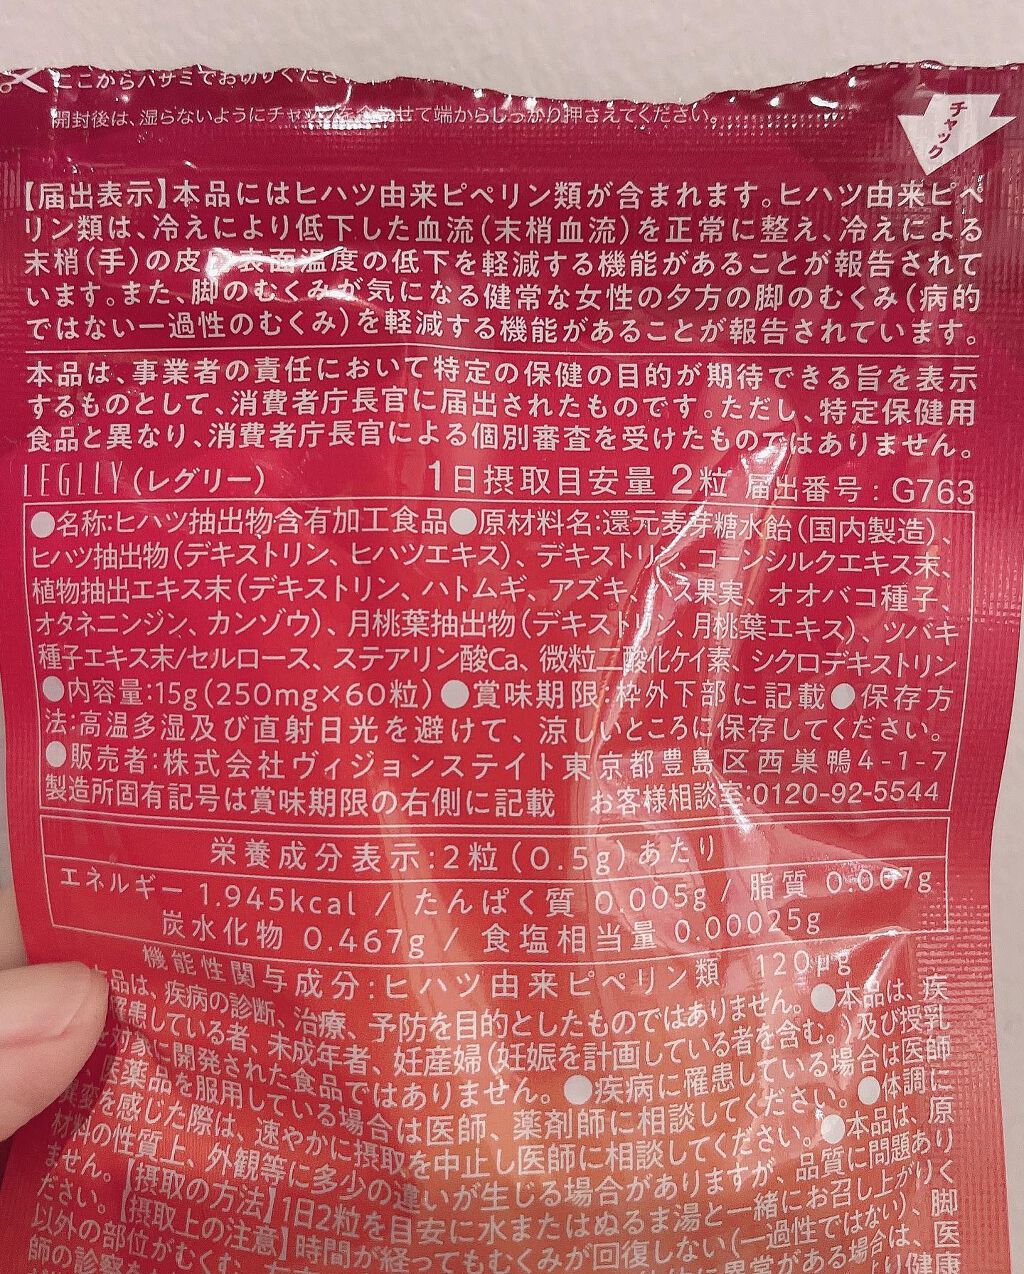 ここからハサミでお切りくださ
開封後は、湿らないようにチャックを合わせて端からしっかり押さえてください。
チャック
【届出表示】本品にはヒハツ由来ピペリン類が含まれます。ヒハツ由来ピペ
リン類は、冷えにより低下した血流(末梢血流)を正常に整え、冷えによる
末梢(手)の皮膚表面温度の低下を軽減する機能があることが報告されて
います。また、脚のむくみが気になる健常な女性の夕方の脚のむくみ(病的
ではない一過性のむくみ)を軽減する機能があることが報告されています。
本品は、事業者の責任において特定の保健の目的が期待できる旨を表示
するものとして、消費者庁長官に届出されたものです。ただし、特定保健用
食品と異なり、消費者庁長官による個別審査を受けたものではありません。
LEGLLY(レグリー) 1日摂取目安量 2粒 届出番号:G763
●名称:ヒハツ抽出物含有加工食品●原材料名:還元麦芽糖水飴(国内製造)、
ヒハツ抽出物(デキストリン、ヒハツエキス)、デキストリン、コーンシルクエキス末、
植物抽出エキス末(デキストリン、ハトムギ、アズキ、ハス果実、オオバコ種子、
オタネニンジン、カンゾウ)、月桃葉抽出物(デキストリン、月桃葉エキス)、ツバキ
種子エキス末/セルロース、ステアリン酸Ca、微粒二酸化ケイ素、シクロデキストリン
●内容量:15g(250mg×60粒)●賞味期限:枠外下部に記載●保存方
法:高温多湿及び直射日光を避けて、涼しいところに保存してください。
●販売者:株式会社ヴィジョンステイト東京都豊島区西巣鴨4-1-7
製造所固有記号は賞味期限の右側に記載 お客様相談室:0120-92-5544
栄養成分表示:2粒(0.5g)あたり
エネルギー 1.945kcal / たんぱく質 0.005g / 脂質 0.007g
炭水化物 0.467g / 食塩相当量 0.00025g
機能性関与成分:ヒハツ由来ピペリン類 120μg
品は、疾病の診断、治療、予防を目的としたものではありません。●本品は、疾
患している者、未成年者、妊産婦(妊娠を計画している者を含む。)及び授乳
対象に開発された食品ではありません。●疾病に罹患している場合は医師
医薬品を服用している場合は医師、薬剤師に相談してください。●体調に
異変を感じた際は、速やかに摂取を中止し医師に相談してください。●本品は、原
材料の性質上、外観等に多少の違いが生じる場合がありますが、品質に問題あり
ません。【摂取の方法】1日2粒を目安に水またはぬるま湯と一緒にお召し上がりく
ださい。【摂取上の注意】時間が経ってもむくみが回復しない(一過性ではない)、脚
以外の部位がむくむ、 に異常がある場合は、医
師の診察を より健康